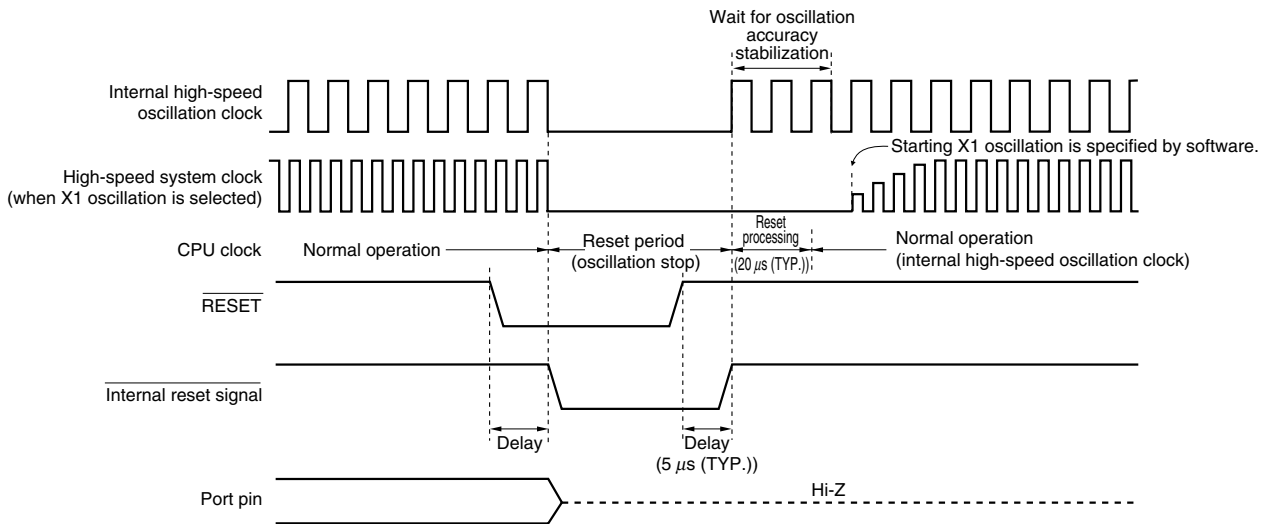 Wait for oscillation
accuracy
stabilization
Internal high-speed
oscillation clock
Starting X1 oscillation is specified by software.
High-speed system clock
(when X1 oscillation is selected)
CPU clock
Normal operation
Reset period
(oscillation stop)
Reset
processing
(20 μs (TYP.))
Normal operation
(internal high-speed oscillation clock)
RESET
Internal reset signal
Delay
Delay
(5 μs (TYP.))
Port pin
Hi-Z